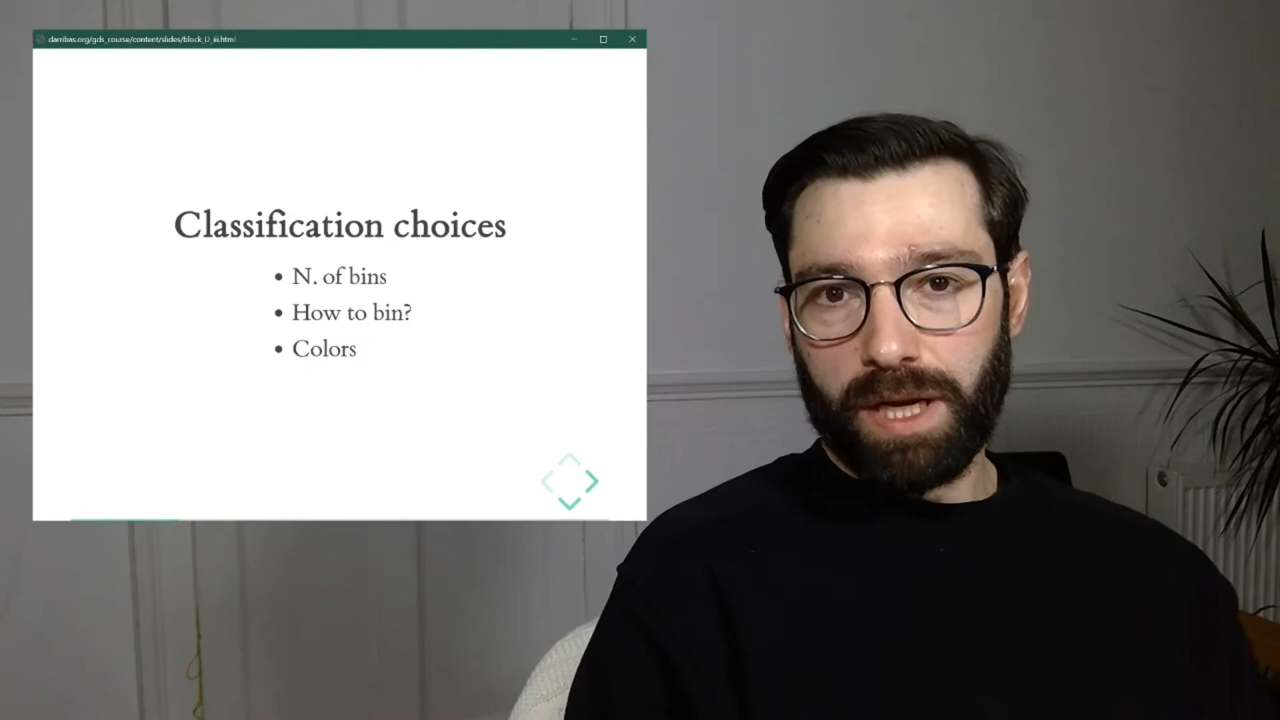 darribas.org/gds_course/content/slides/block_D_iii.html
Classification choices
• N. of bins
• How to bin?
• Colors